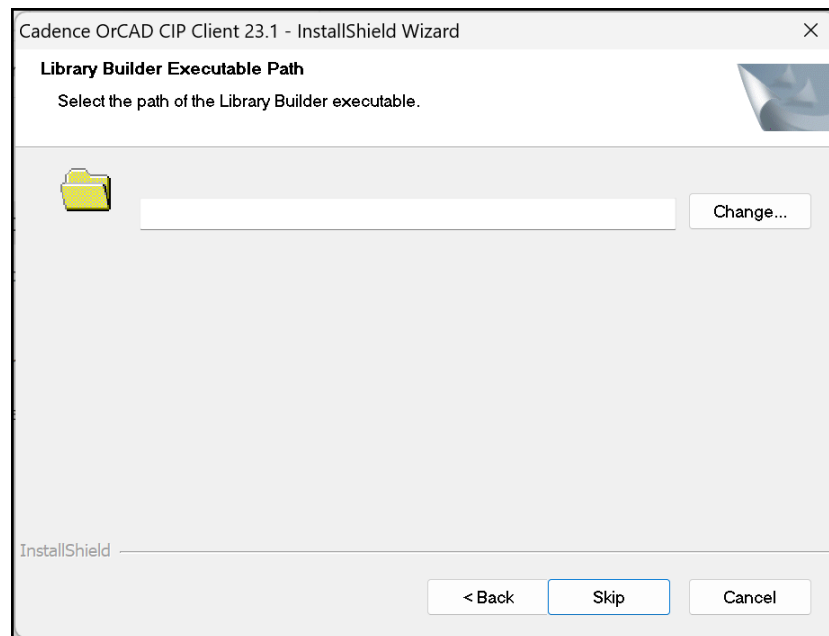 Cadence OrCAD CIP Client 23.1 - InstallShield Wizard
Library Builder Executable Path
Select the path of the Library Builder executable.
Change...
InstallShield
< Back
Skip
Cancel